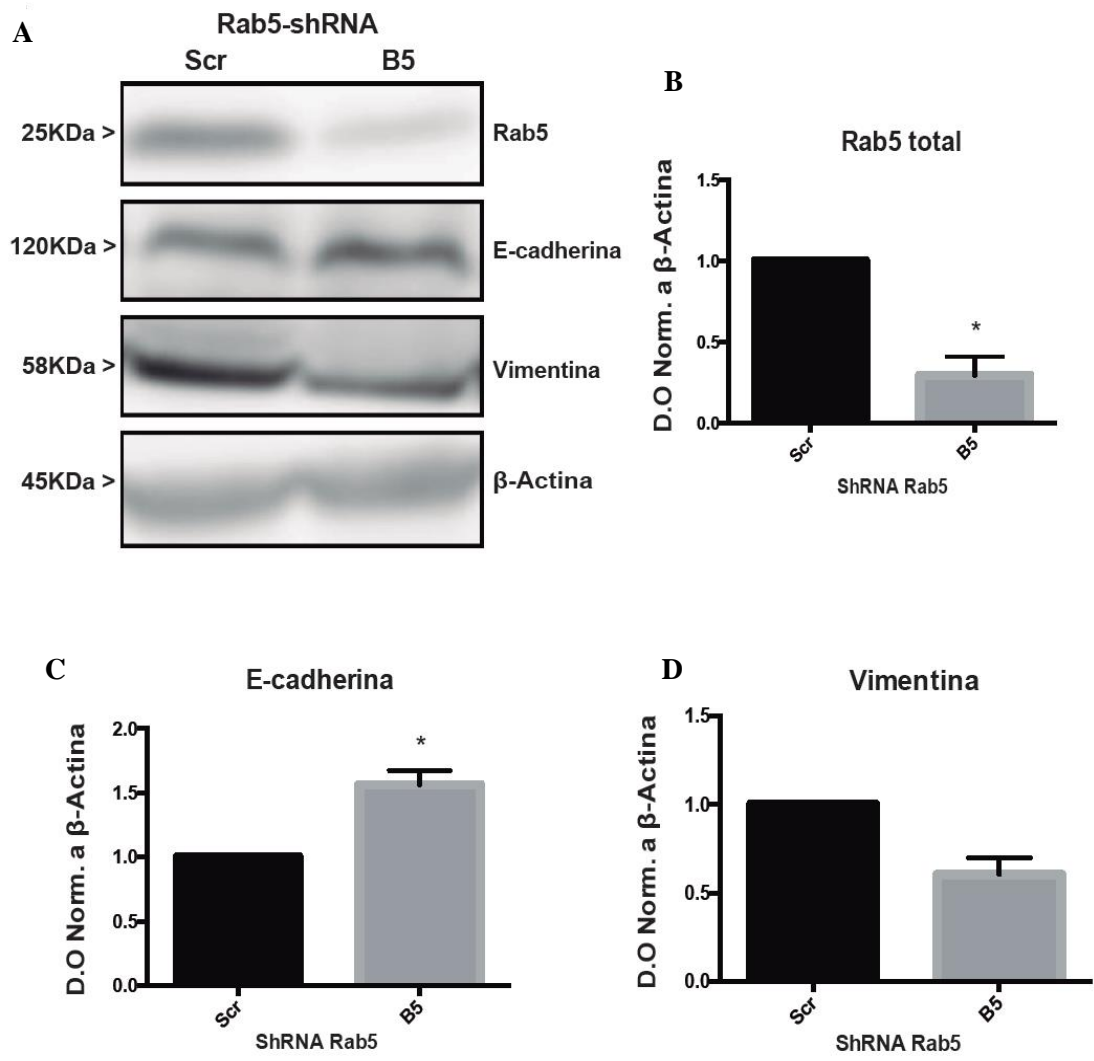 A
Rab5-shRNA
Scr B5
25KDa > Rab5
120KDa > E-cadherina
58KDa > Vimentina
45KDa > β-Actina
B
Rab5 total
D.O Norm. a β-Actina
1.5
1.0
0.5
0.0
Scr B5
ShRNA Rab5
C
E-cadherina
D.O Norm. a β-Actina
2.0
1.5
1.0
0.5
0.0
Scr B5
ShRNA Rab5
D
Vimentina
D.O Norm. a β-Actina
1.5
1.0
0.5
0.0
Scr B5
ShRNA Rab5